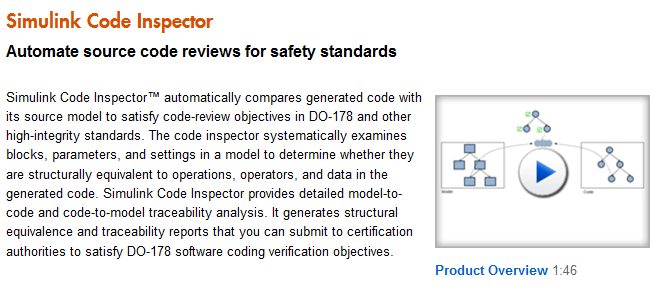 Simulink Code Inspector
Automate source code reviews for safety standards
Simulink Code Inspector™ automatically compares generated code with
its source model to satisfy code-review objectives in DO-178 and other
high-integrity standards. The code inspector systematically examines
blocks, parameters, and settings in a model to determine whether they
are structurally equivalent to operations, operators, and data in the
generated code. Simulink Code Inspector provides detailed model-to-
code and code-to-model traceability analysis. It generates structural
equivalence and traceability reports that you can submit to certification
authorities to satisfy DO-178 software coding verification objectives.
Model
Code
Product Overview 1:46